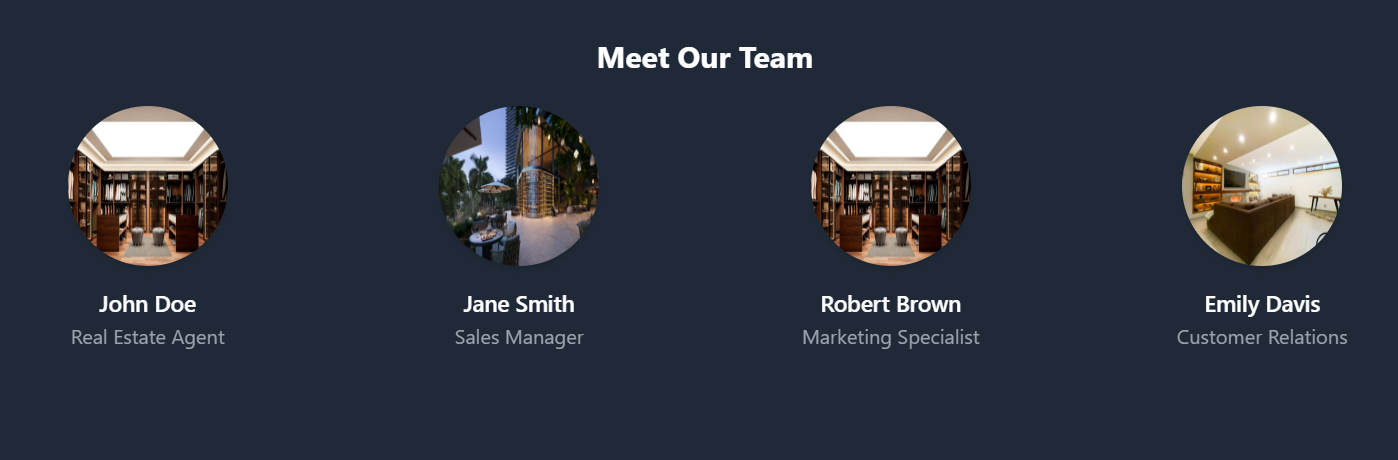 Meet Our Team
John Doe
Real Estate Agent
Jane Smith
Sales Manager
Robert Brown
Marketing Specialist
Emily Davis
Customer Relations